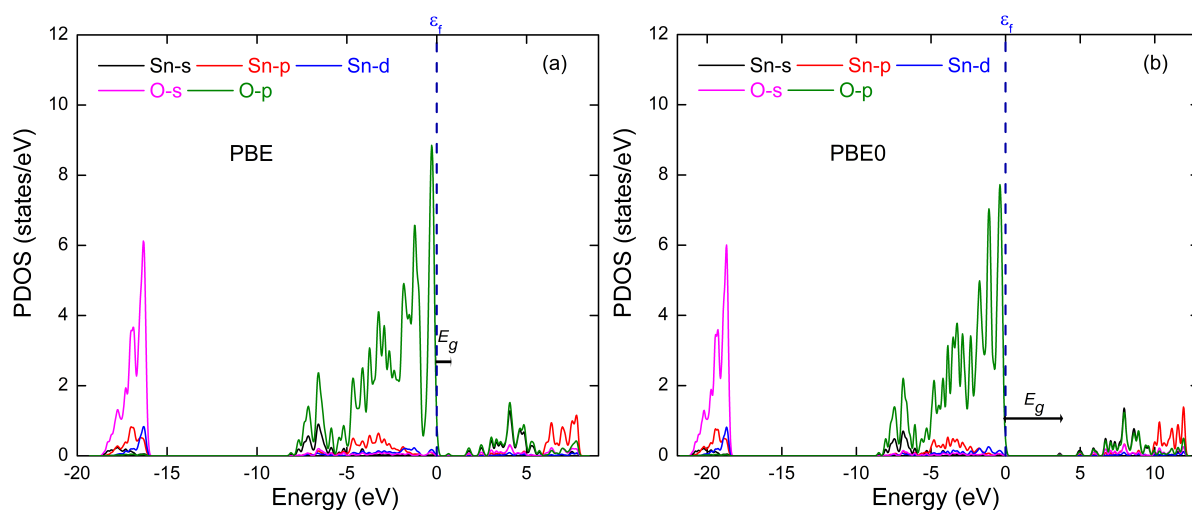 εf
12
10
8
6
4
2
0
PDOS (states/eV)
Sn-s Sn-p Sn-d (a)
O-s O-p
PBE
Eg
-20 -15 -10 -5 0 5
Energy (eV)
εf
12
10
8
6
4
2
0
PDOS (states/eV)
Sn-s Sn-p Sn-d (b)
O-s O-p
PBE0
Eg
-20 -15 -10 -5 0 5 10
Energy (eV)